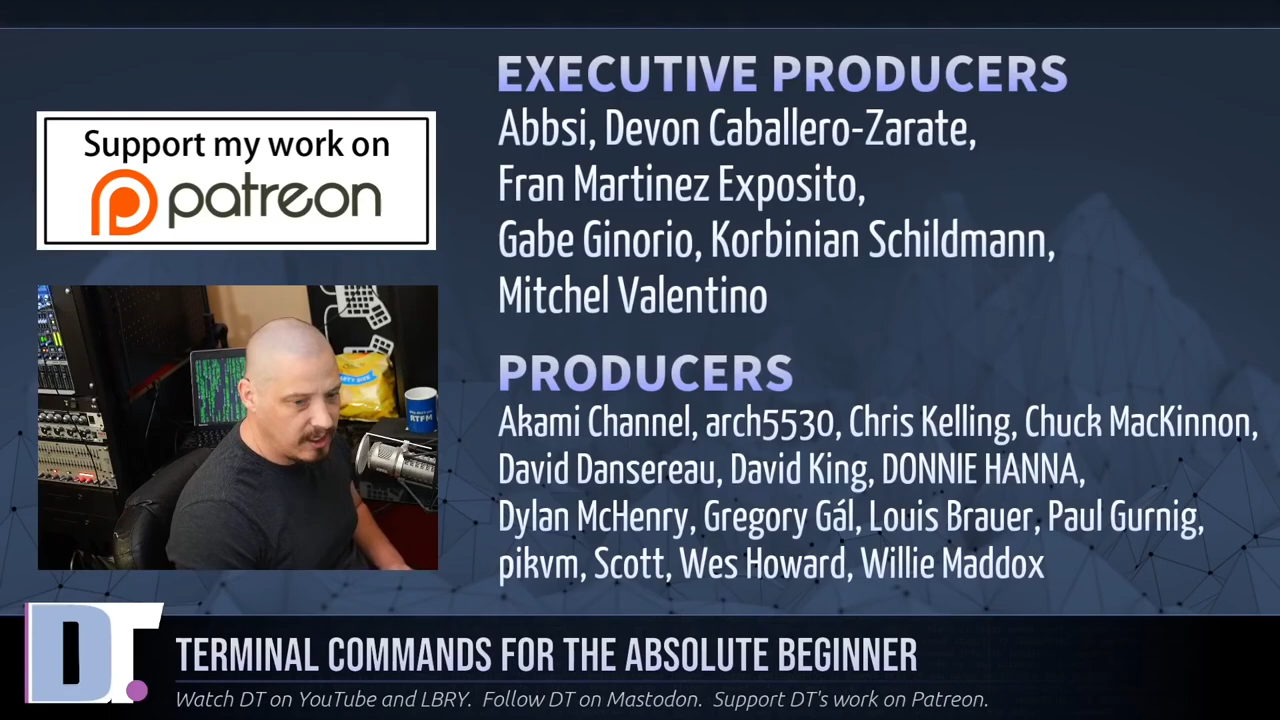 EXECUTIVE PRODUCERS
Abbsi, Devon Caballero-Zarate,
Fran Martinez Exposito,
Gabe Ginorio, Korbinian Schildmann,
Mitchel Valentino
Support my work on
patreon
PRODUCERS
Akami Channel, arch5530, Chris Kelling, Chuck MacKinnon,
David Dansereau, David King, DONNIE HANNA,
Dylan McHenry, Gregory Gál, Louis Brauer, Paul Gurnig,
pikvm, Scott, Wes Howard, Willie Maddox
RTFM
DT.
TERMINAL COMMANDS FOR THE ABSOLUTE BEGINNER
Watch DT on YouTube and LBRY. Follow DT on Mastodon. Support DT's work on Patreon.